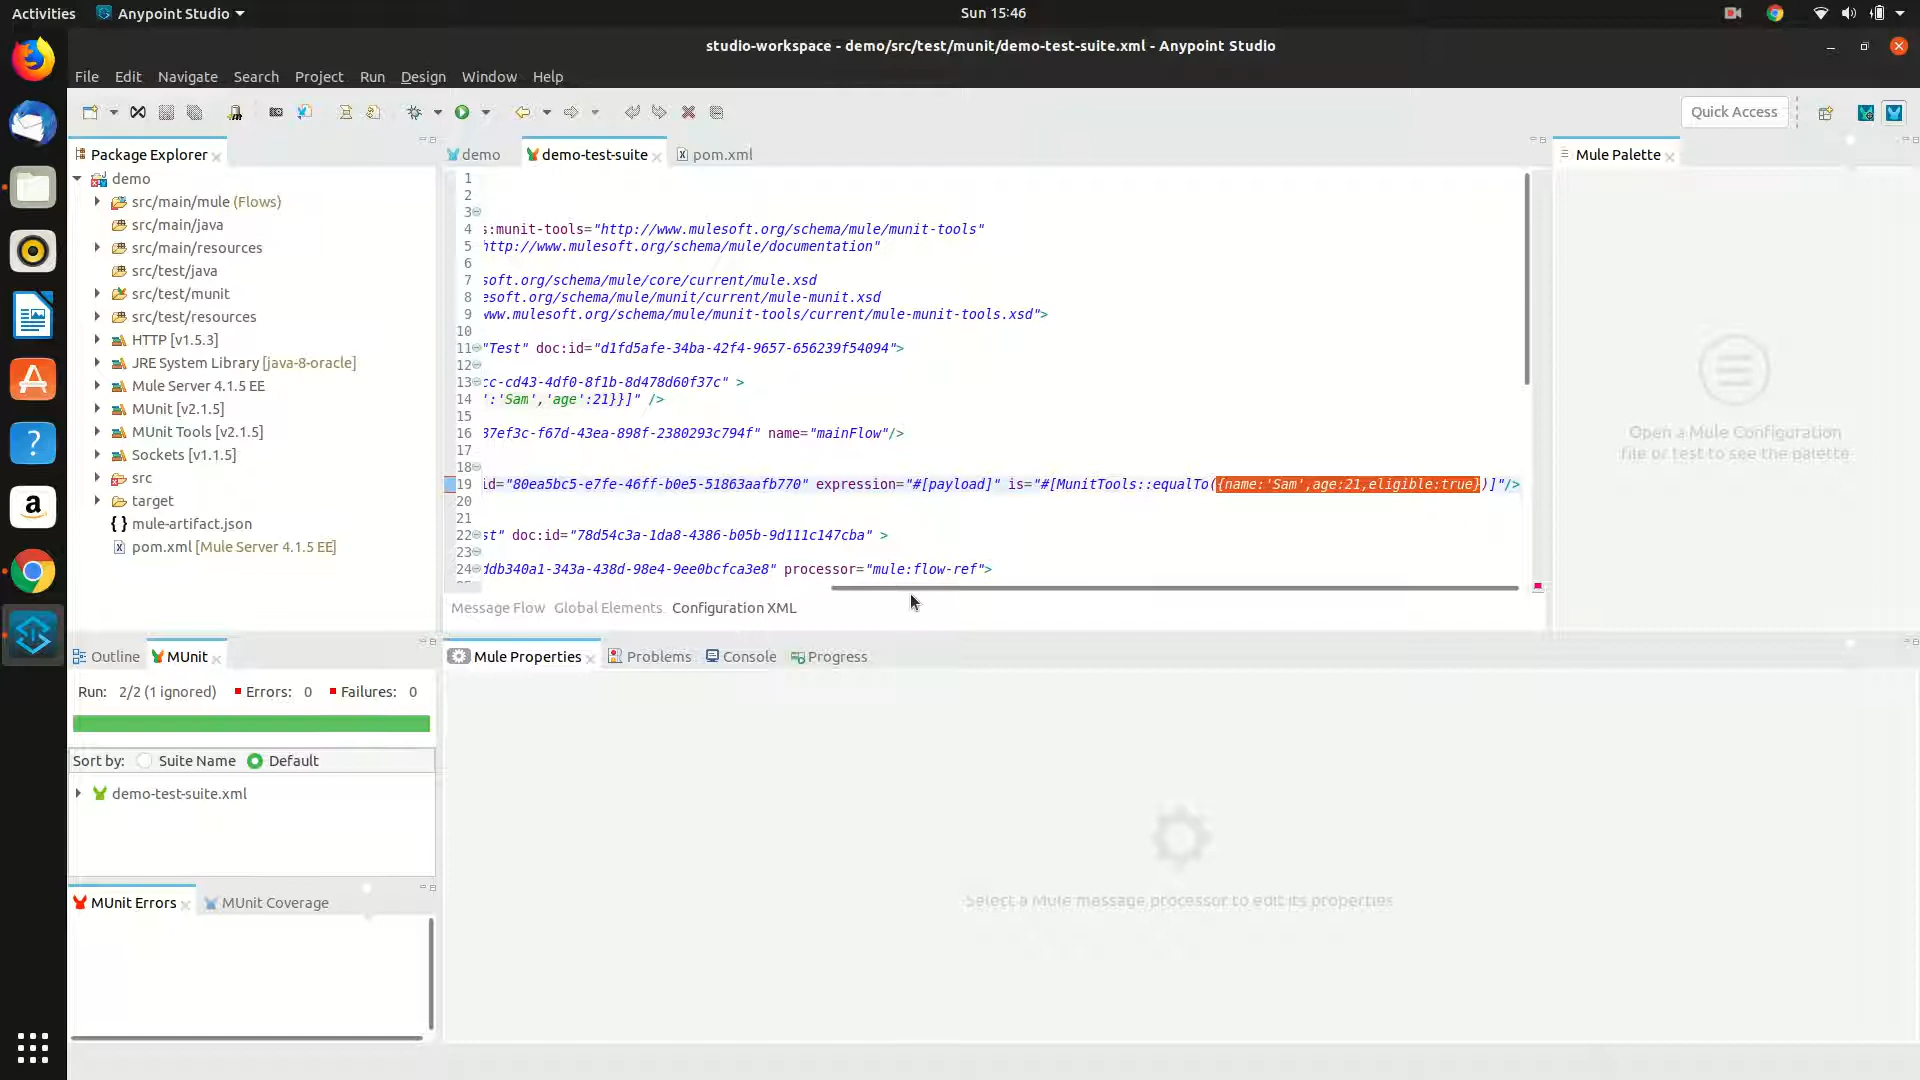 Activities
Anypoint Studio
Sun 15:46
studio-workspace - demo/src/test/munit/demo-test-suite.xml - Anypoint Studio
File Edit Navigate Search Project Run Design Window Help
Quick Access
Package Explorer
demo
src/main/mule (Flows)
src/main/java
src/main/resources
src/test/java
src/test/munit
src/test/resources
HTTP [v1.5.3]
JRE System Library [java-8-oracle]
Mule Server 4.1.5 EE
MUnit [v2.1.5]
MUnit Tools [v2.1.5]
Sockets [v1.1.5]
src
target
mule-artifact.json
pom.xml [Mule Server 4.1.5 EE]
demo demo-test-suite pom.xml
1
2
3
4 s:munit-tools="http://www.mulesoft.org/schema/mule/munit-tools"
5 http://www.mulesoft.org/schema/mule/documentation"
6
7 soft.org/schema/mule/core/current/mule.xsd
8 esoft.org/schema/mule/munit/current/mule-munit.xsd
9 www.mulesoft.org/schema/mule/munit-tools/current/mule-munit-tools.xsd">
10
11 "Test" doc:id="d1fd5afe-34ba-42f4-9657-656239f54094">
12
13 cc-cd43-4df0-8f1b-8d478d60f37c" >
14 ':'Sam','age':21}}]" />
15
16 37ef3c-f67d-43ea-898f-2380293c794f" name="mainFlow"/>
17
18
19 id="80ea5bc5-e7fe-46ff-b0e5-51863aafb770" expression="#[payload]" is="#[MunitTools::equalTo({name:'Sam',age:21,eligible:true})]"/>
20
21
22 st" doc:id="78d54c3a-1da8-4386-b05b-9d111c147cba" >
23
24 ddb340a1-343a-438d-98e4-9ee0bcfca3e8" processor="mule:flow-ref">
Message Flow Global Elements Configuration XML
Mule Palette
Open a Mule Configuration
file or test to see the palette
Outline MUnit
Run: 2/2 (1 ignored) Errors: 0 Failures: 0
Sort by: Suite Name Default
demo-test-suite.xml
MUnit Errors MUnit Coverage
Mule Properties Problems Console Progress
Select a Mule message processor to edit its properties